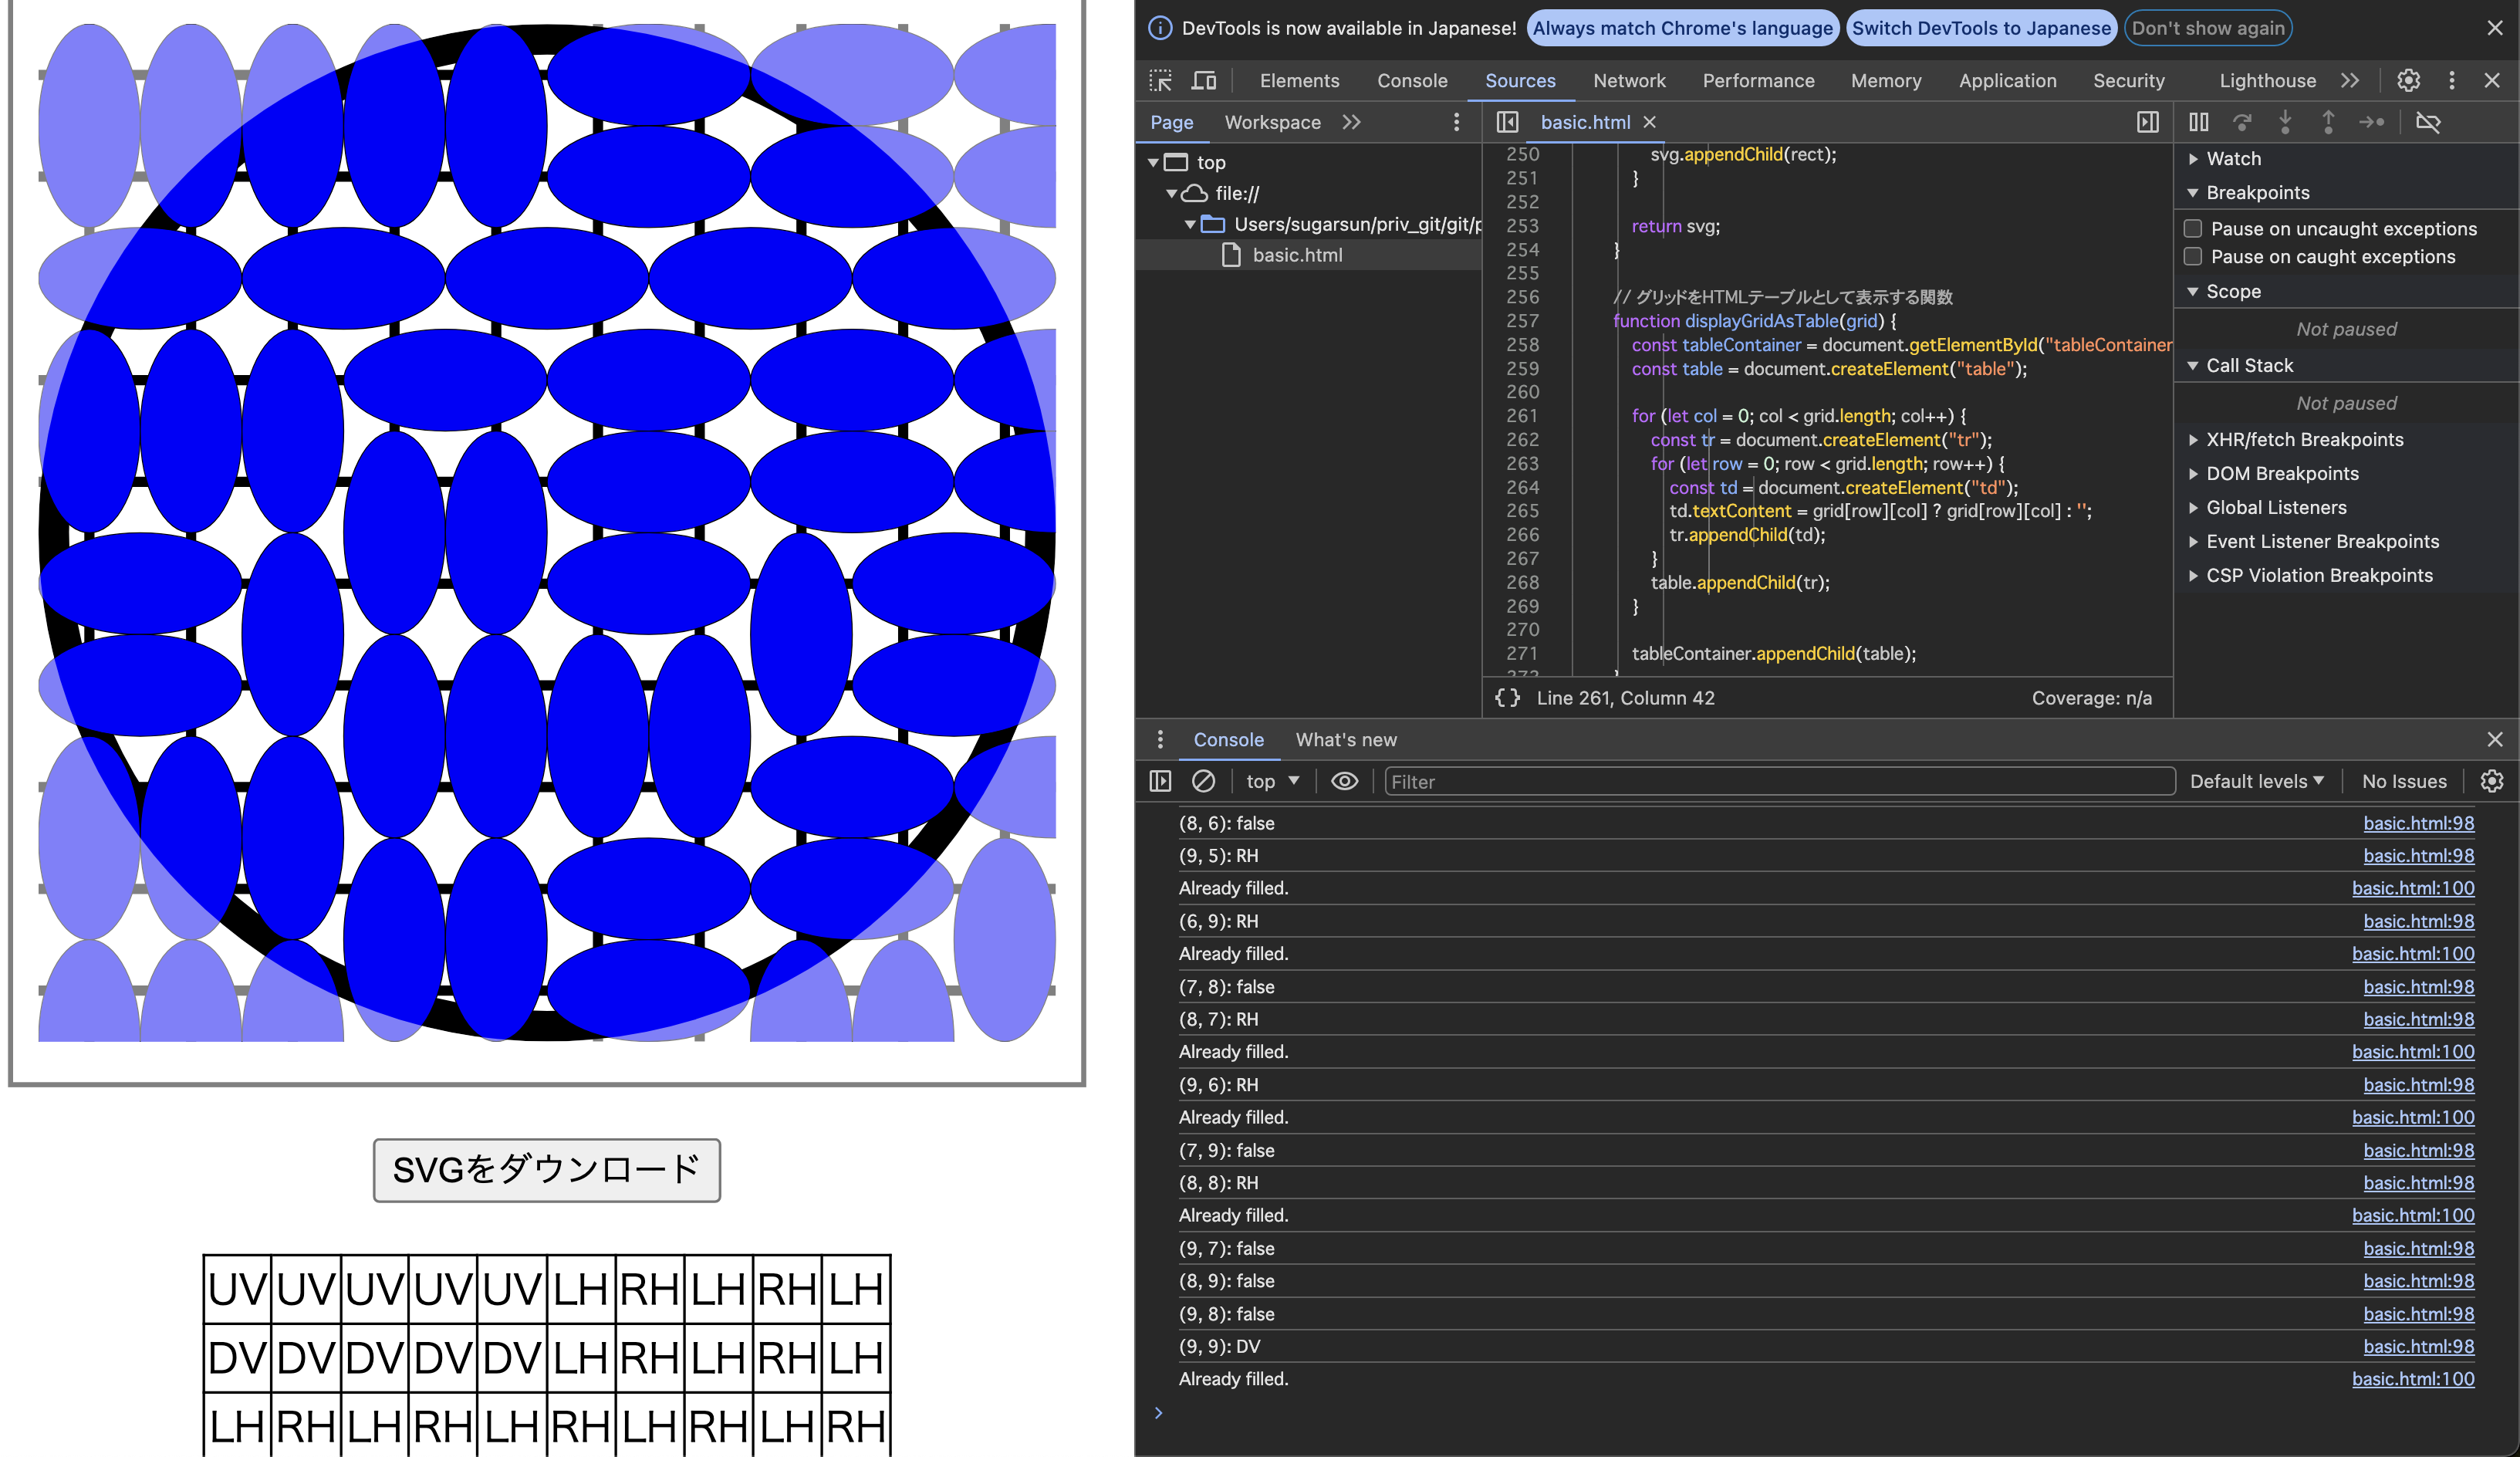 DevTools is now available in Japanese! Always match Chrome's language Switch DevTools to Japanese Don't show again
Elements Console Sources Network Performance Memory Application Security Lighthouse
Page Workspace
basic.html
top
file://
Users/sugarsun/priv_git/git/p
basic.html
250 svg.appendChild(rect);
251 }
252
253 return svg;
254 }
255
256 // グリッドをHTMLテーブルとして表示する関数
257 function displayGridAsTable(grid) {
258 const tableContainer = document.getElementById("tableContainer
259 const table = document.createElement("table");
260
261 for (let col = 0; col < grid.length; col++) {
262 const tr = document.createElement("tr");
263 for (let row = 0; row < grid.length; row++) {
264 const td = document.createElement("td");
265 td.textContent = grid[row][col] ? grid[row][col] : '';
266 tr.appendChild(td);
267 }
268 table.appendChild(tr);
269 }
270
271 tableContainer.appendChild(table);
{} Line 261, Column 42 Coverage: n/a
Watch
Breakpoints
Pause on uncaught exceptions
Pause on caught exceptions
Scope
Not paused
Call Stack
Not paused
XHR/fetch Breakpoints
DOM Breakpoints
Global Listeners
Event Listener Breakpoints
CSP Violation Breakpoints
Console What's new
top Filter Default levels No Issues
(8, 6): false basic.html:98
(9, 5): RH basic.html:98
Already filled. basic.html:100
(6, 9): RH basic.html:98
Already filled. basic.html:100
(7, 8): false basic.html:98
(8, 7): RH basic.html:98
Already filled. basic.html:100
(9, 6): RH basic.html:98
Already filled. basic.html:100
(7, 9): false basic.html:98
(8, 8): RH basic.html:98
Already filled. basic.html:100
(9, 7): false basic.html:98
(8, 9): false basic.html:98
(9, 8): false basic.html:98
(9, 9): DV basic.html:98
Already filled. basic.html:100
SVGをダウンロード
UV UV UV UV UV LH RH LH RH LH
DV DV DV DV DV LH RH LH RH LH
LH RH LH RH LH RH LH RH LH RH